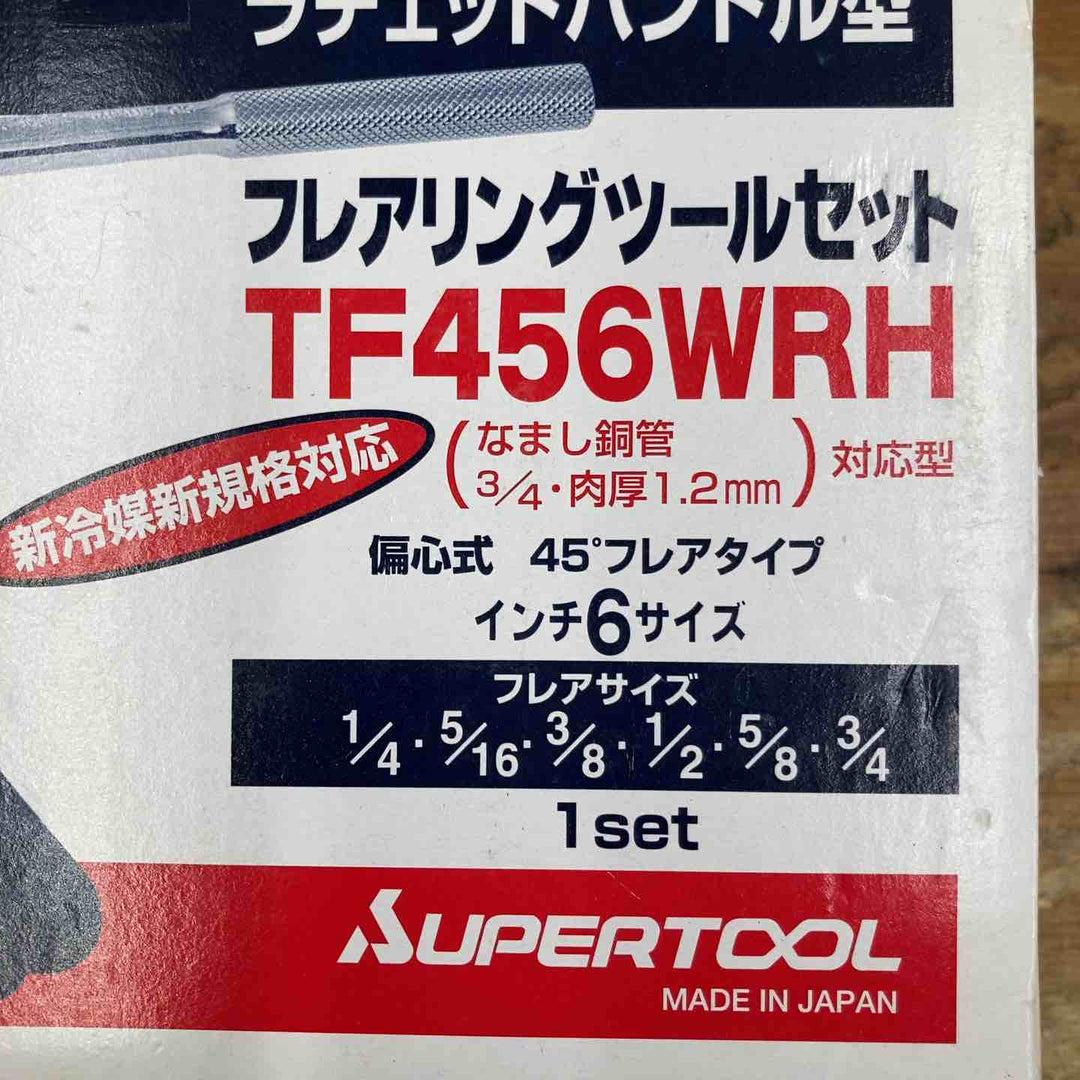 ラチェットハンドル型
フレアリングツールセット
TF456WRH
新冷媒新規格対応
(なまし銅管
3/4・肉厚1.2mm) 対応型
偏心式 45°フレアタイプ
インチ6サイズ
フレアサイズ
1/4・5/16・3/8・1/2・5/8・3/4
1set
SUPERTOOL
MADE IN JAPAN